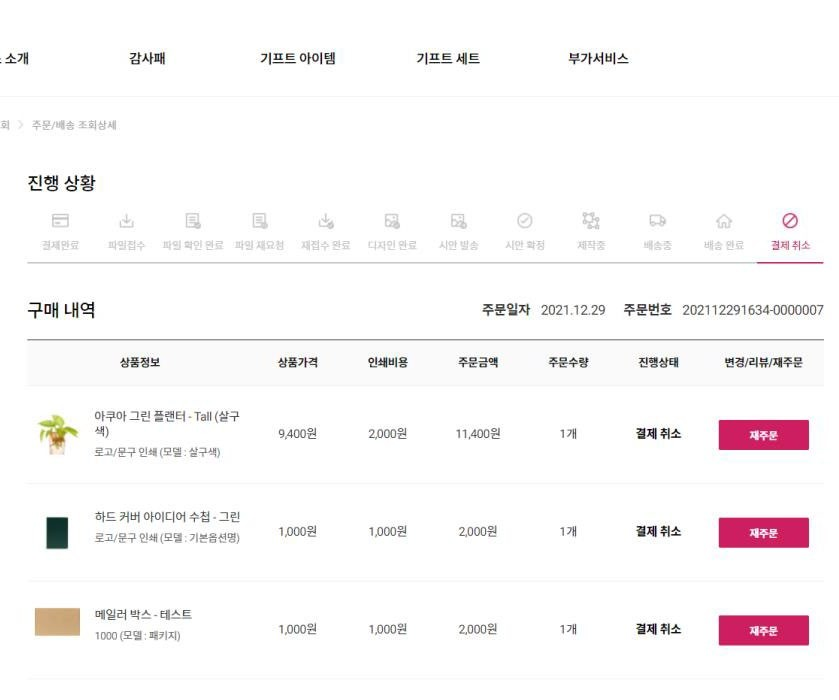 소개
감사패
기프트 아이템
기프트 세트
부가서비스
회 > 주문/배송 조회상세
진행 상황
결제완료
파일접수
파일 확인 완료
파일 재요청
재접수 완료
디자인 완료
시안 발송
시안 확정
제작중
배송중
배송 완료
결제 취소
구매 내역
주문일자 2021.12.29 주문번호 202112291634-0000007
상품정보 상품가격 인쇄비용 주문금액 주문수량 진행상태 변경/리뷰/재주문
아쿠아 그린 플랜터 - Tall (살구
색)
로고/문구 인쇄 (모델 : 살구색)
9,400원 2,000원 11,400원 1개 결제 취소 재주문
하드 커버 아이디어 수첩 - 그린
로고/문구 인쇄 (모델 : 기본옵션명)
1,000원 1,000원 2,000원 1개 결제 취소 재주문
메일러 박스 - 테스트
1000 (모델 : 패키지)
1,000원 1,000원 2,000원 1개 결제 취소 재주문